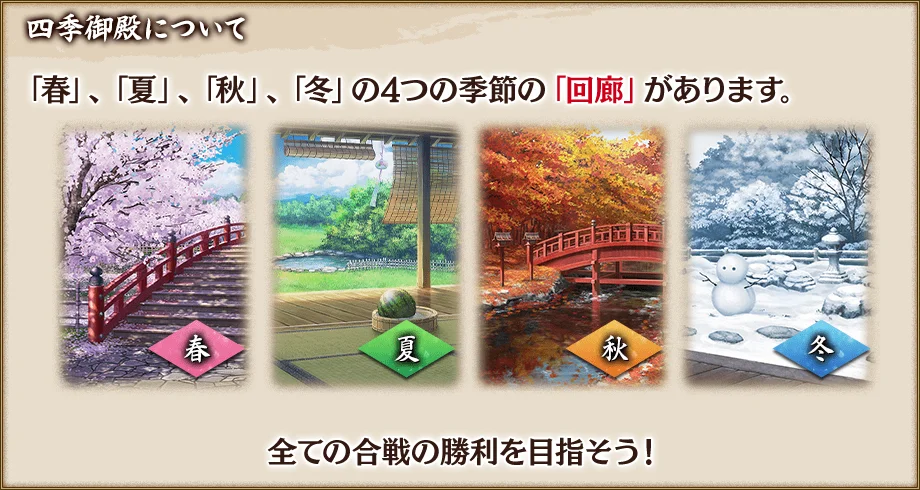 四季御殿について
「春」、「夏」、「秋」、「冬」の4つの季節の「回廊」があります。
春
夏
秋
冬
全ての合戦の勝利を目指そう！